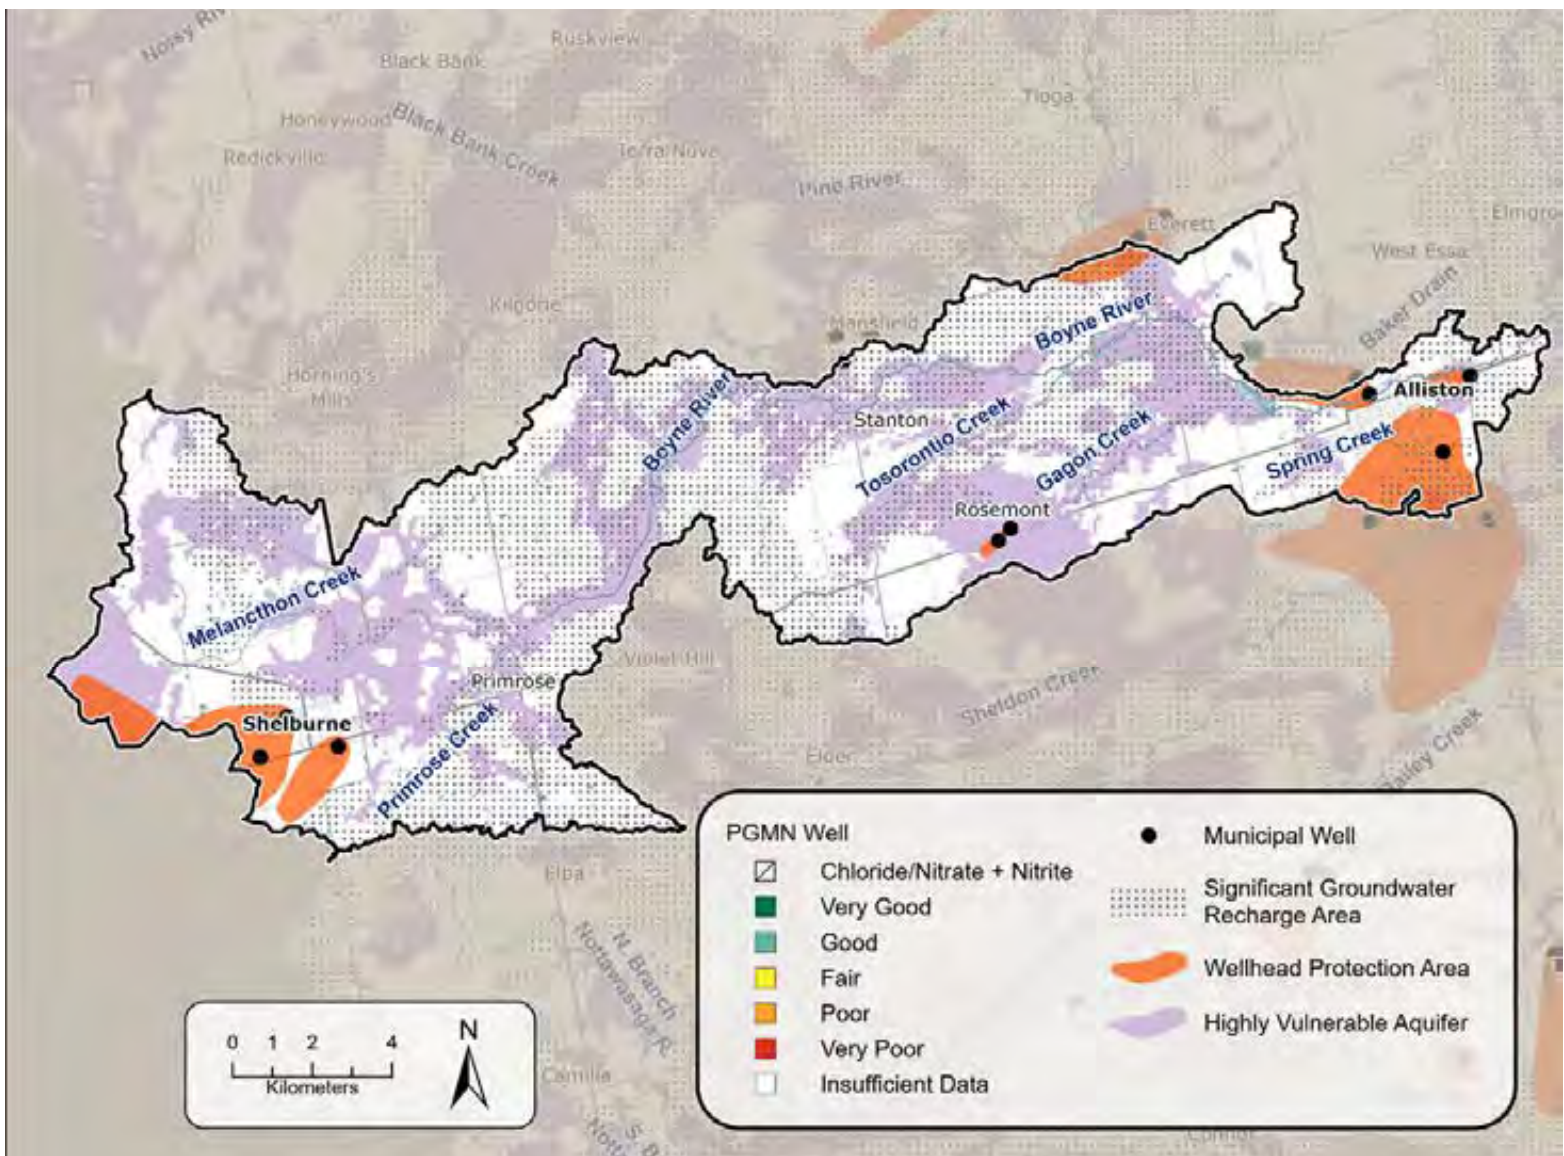 Nossy Riv
Ruskview
Black Bank
Tioga
Honeywood
Black Bank Creek
Redickville
Terra Nova
Pine River
Everett
Elmgro
West Essa
Kilgorie
Mansfield
Boyne River
Baker Drain
Horning's
Mills
Alliston
Boyne River
Stanton
Tosorontio Creek
Gagon Creek
Spring Creek
Rosemont
Melancthon Creek
Violet Hill
Primrose
Sheldon Creek
Shelburne
Primrose Creek
Elder
Bailey Creek
Elba
N. Branch
Nottawasaga R.
Camilla
PGMN Well
Chloride/Nitrate + Nitrite
Very Good
Good
Fair
Poor
Very Poor
Insufficient Data
Municipal Well
Significant Groundwater
Recharge Area
Wellhead Protection Area
Highly Vulnerable Aquifer
0 1 2 4
Kilometers
N
S. B
Notta